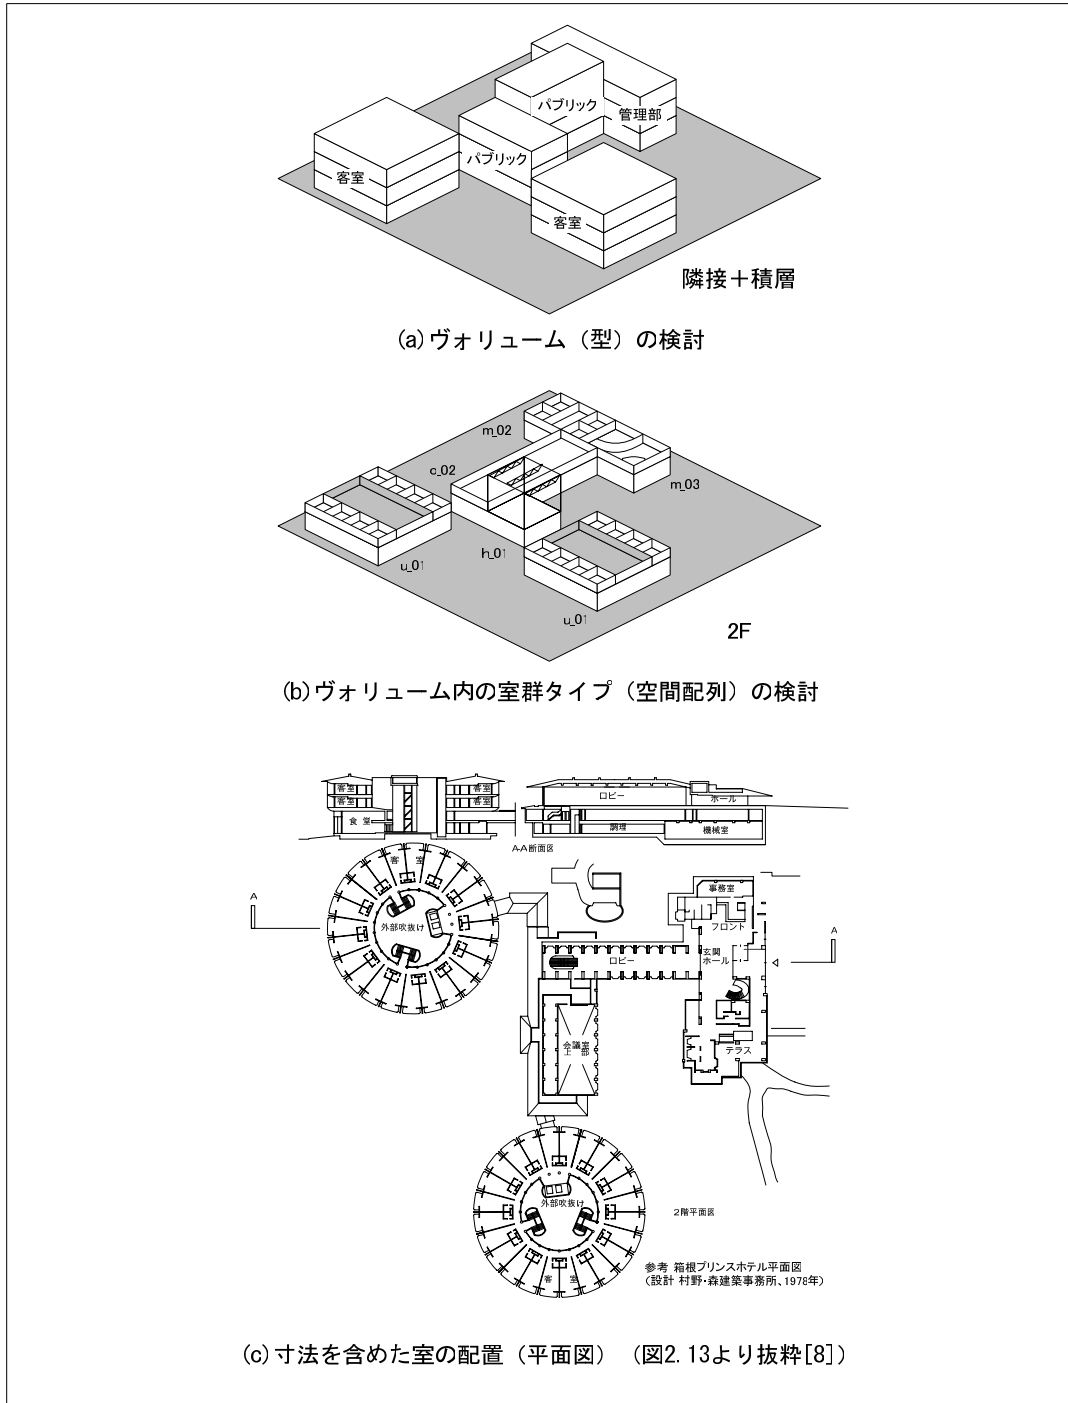 パブリック
管理部
パブリック
客室
客室
隣接＋積層
(a)ヴォリューム（型）の検討
m_02
c_02
m_03
h_01
u_01
u_01
2F
(b)ヴォリューム内の室群タイプ（空間配列）の検討
客室
客室
客室
客室
食堂
ロビー
ホール
調理
機械室
A-A断面図
客室
事務室
A
外部吹抜け
フロント
A
ロビー
玄関
ホール
会議室
上部
テラス
外部吹抜け
2階平面図
参考 箱根プリンスホテル平面図
（設計 村野・森建築事務所、1978年）
客室
(c)寸法を含めた室の配置（平面図）（図2.13より抜粋[8]）